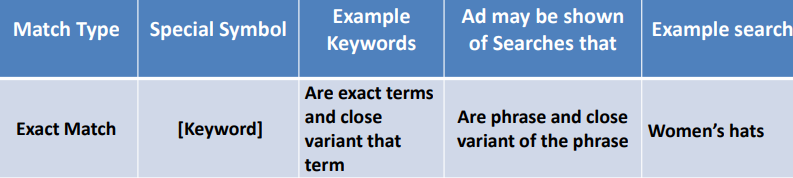 Match Type
Special Symbol
Example
Keywords
Ad may be shown
of Searches that
Example search
Exact Match
[Keyword]
Are exact terms
and close
variant that
term
Are phrase and close
variant of the phrase
Women's hats